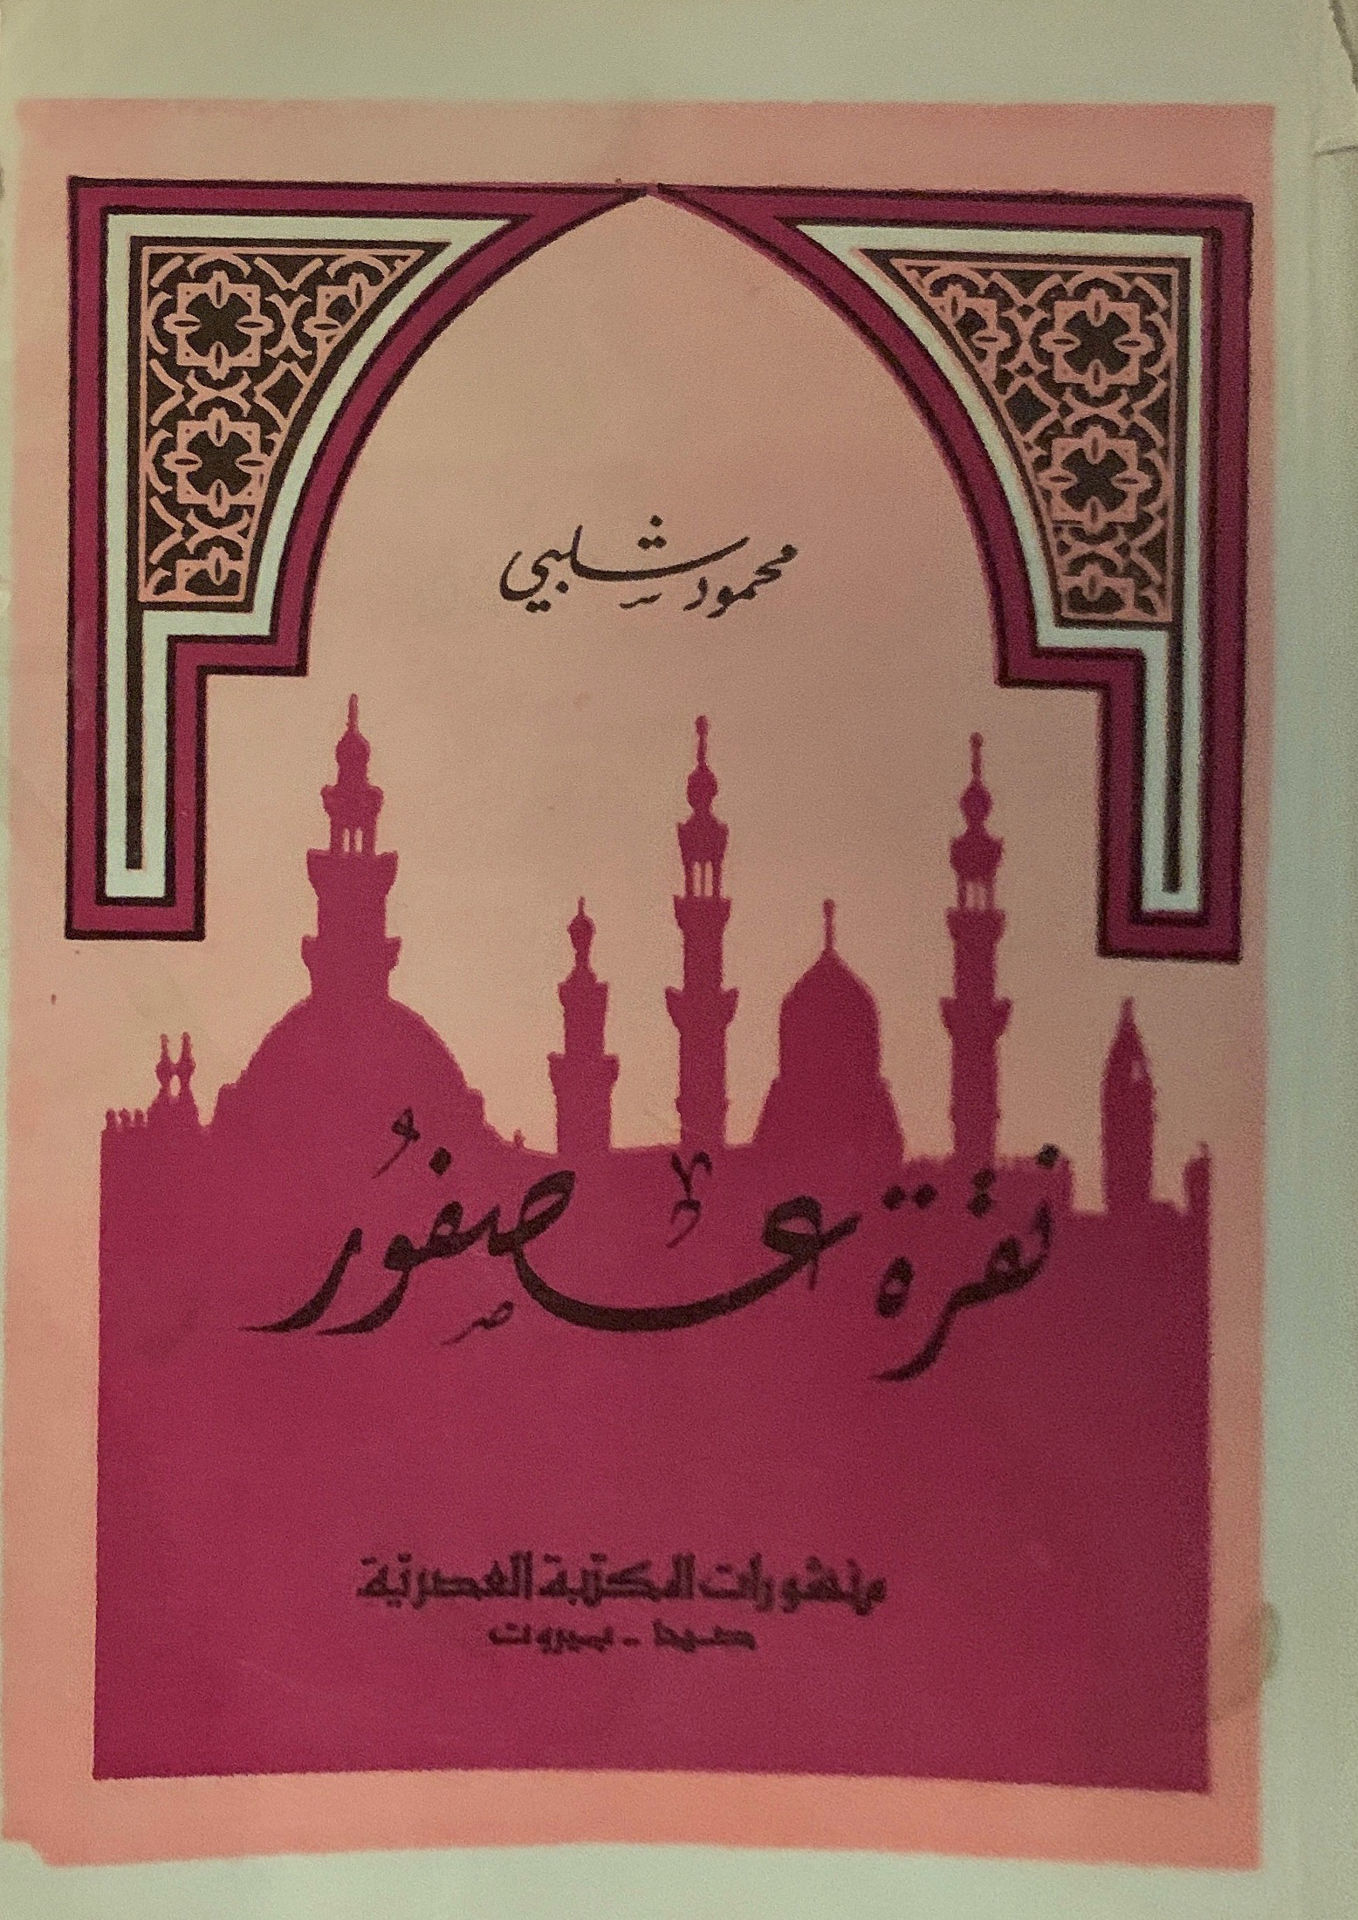 محمود شلبي
نقرة عصفور
منشورات المكتبة العصرية
صيدا - بيروت